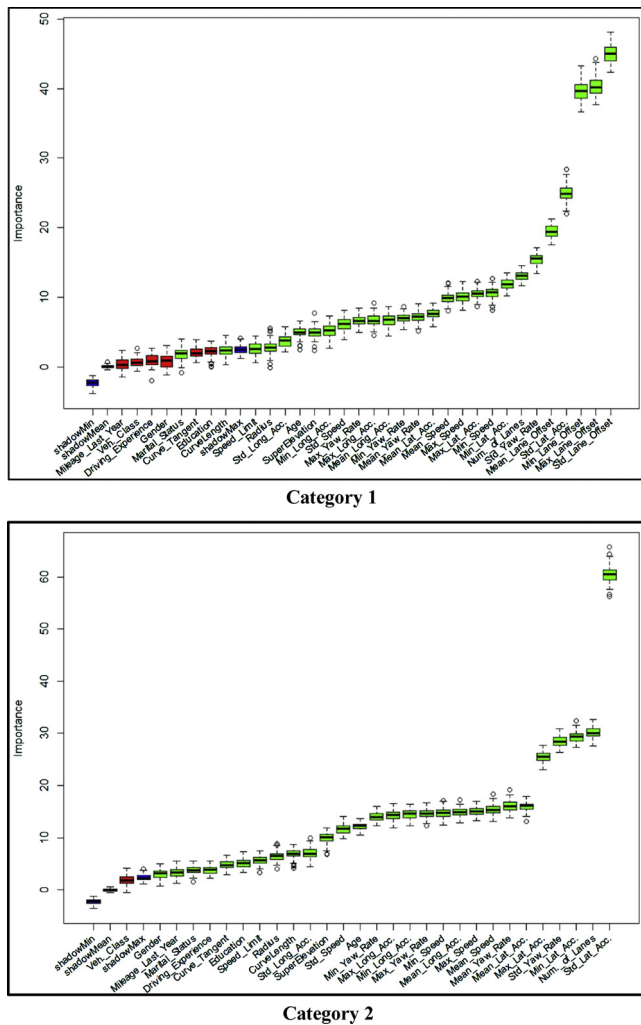 50
40
30
20
10
0
Importance
shadowMin
shadowMean
Mileage_Last_Year
Veh_Class
Driving_Experience
Gender
Marital_Status
Curve_Tangent
Education
CurveLength
shadowMax
Speed_Limit
Radius
Std_Long_Acc.
Age
SuperElevation
Min_Long_Acc.
Std_Speed
Max_Yaw_Rate
Max_Long_Acc.
Mean_Long_Acc.
Min_Yaw_Rate
Mean_Yaw_Rate
Mean_Lat_Acc.
Mean_Speed
Max_Speed
Max_Lat_Acc.
Min_Speed
Min_Lat_Acc.
Num_of_Lanes
Std_Yaw_Rate
Mean_Lane_Offset
Std_Lat_Acc.
Min_Lane_Offset
Max_Lane_Offset
Std_Lane_Offset
Category 1
60
50
40
30
20
10
0
Importance
shadowMin
shadowMean
Veh_Class
shadowMax
Gender
Mileage_Last_Year
Marital_Status
Driving_Experience
Curve_Tangent
Education
Speed_Limit
Radius
CurveLength
Std_Long_Acc.
SuperElevation
Std_Speed
Age
Min_Yaw_Rate
Max_Long_Acc.
Min_Long_Acc.
Max_Yaw_Rate
Min_Speed
Mean_Long_Acc.
Max_Speed
Mean_Speed
Mean_Yaw_Rate
Mean_Lat_Acc.
Max_Lat_Acc.
Std_Yaw_Rate
Min_Lat_Acc.
Num_of_Lanes
Std_Lat_Acc.
Category 2